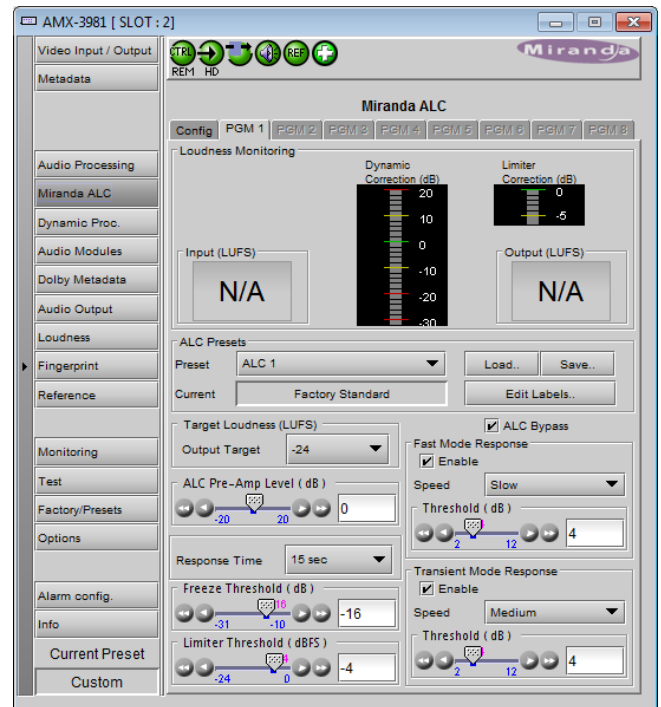 AMX-3981 [ SLOT : 2]
Video Input / Output
Metadata
Audio Processing
Miranda ALC
Dynamic Proc.
Audio Modules
Dolby Metadata
Audio Output
Loudness
Fingerprint
Reference
Monitoring
Test
Factory/Presets
Options
Alarm config.
Info
Current Preset
Custom
CTRL REF
REM HD
Miranda
Miranda ALC
Config PGM 1 PGM 2 PGM 3 PGM 4 PGM 5 PGM 6 PGM 7 PGM 8
Loudness Monitoring
Dynamic
Correction (dB)
20
10
0
-10
-20
-30
Limiter
Correction (dB)
0
-5
Input (LUFS)
N/A
Output (LUFS)
N/A
ALC Presets
Preset ALC 1 Load.. Save..
Current Factory Standard Edit Labels..
Target Loudness (LUFS)
Output Target -24
ALC Pre-Amp Level ( dB )
-20 20 0
Response Time 15 sec
Freeze Threshold ( dB )
16
-31 -10 -16
Limiter Threshold ( dBFS )
4
-24 0 -4
ALC Bypass
Fast Mode Response
Enable
Speed Slow
Threshold ( dB )
2 12 4
Transient Mode Response
Enable
Speed Medium
Threshold ( dB )
2 12 4